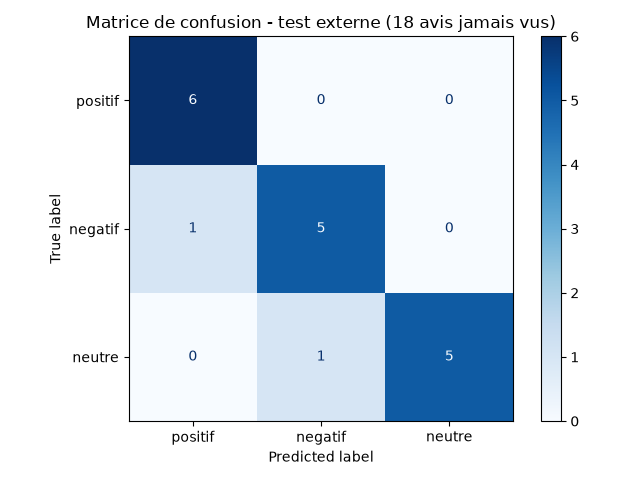 Matrice de confusion - test externe (18 avis jamais vus)
True label
positif 6 0 0
negatif 1 5 0
neutre 0 1 5
positif negatif neutre
Predicted label
6
5
4
3
2
1
0